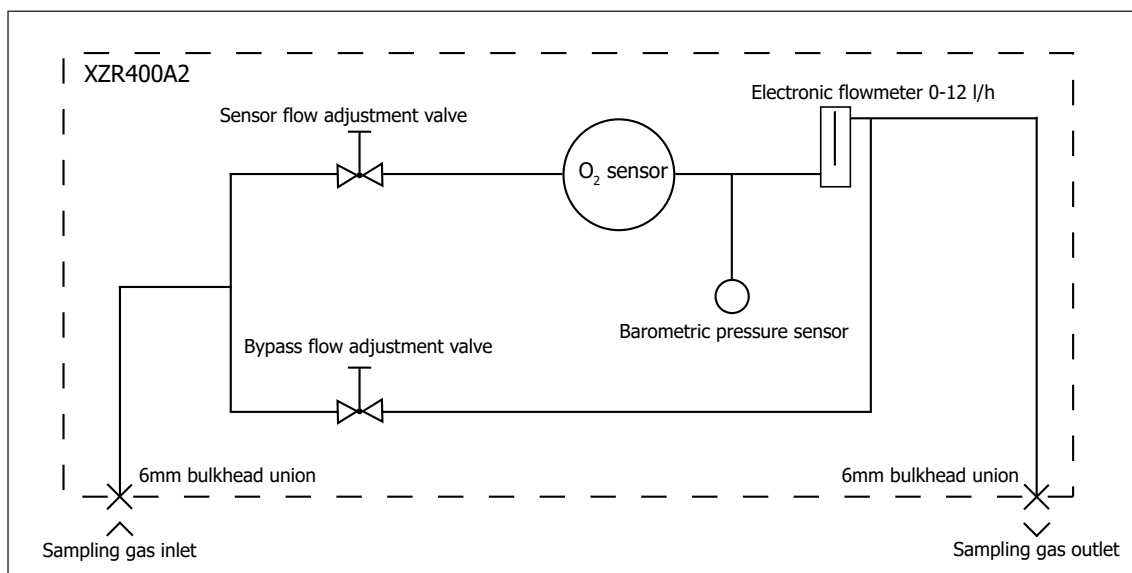 XZR400A2
Electronic flowmeter 0-12 l/h
Sensor flow adjustment valve
O₂ sensor
Barometric pressure sensor
Bypass flow adjustment valve
6mm bulkhead union
6mm bulkhead union
Sampling gas inlet
Sampling gas outlet